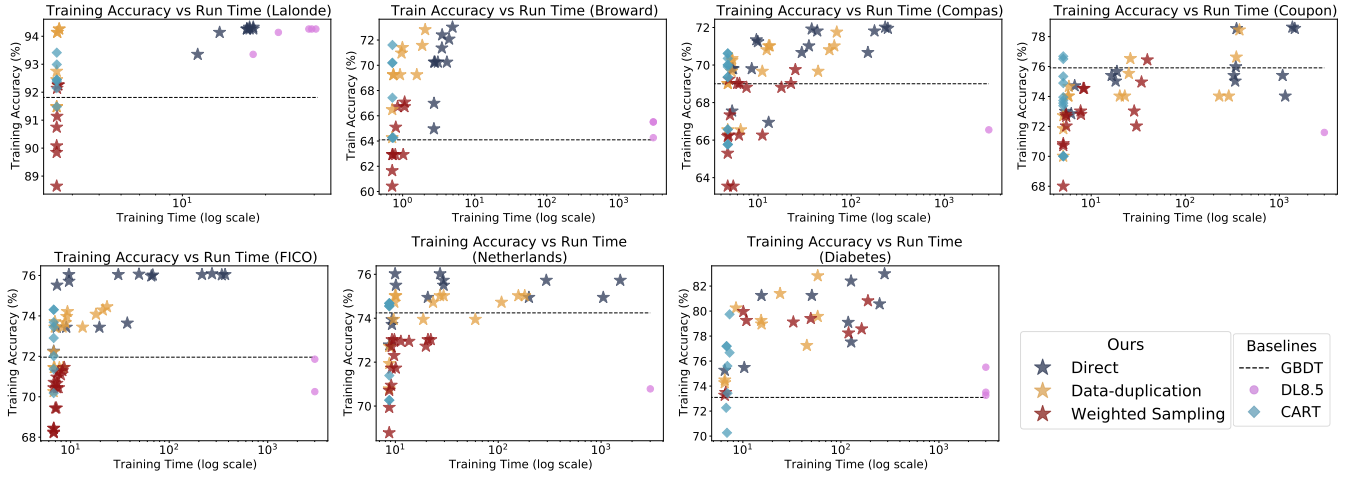 Training Accuracy vs Run Time (Lalonde)
Training Accuracy (%)
94
93
92
91
90
89
10¹
Training Time (log scale)
Train Accuracy vs Run Time (Broward)
Train Accuracy (%)
72
70
68
66
64
62
60
10⁰
10¹
10²
10³
Training Time (log scale)
Training Accuracy vs Run Time (Compas)
Training Accuracy (%)
72
70
68
66
64
10¹
10²
10³
Training Time (log scale)
Training Accuracy vs Run Time (Coupon)
Training Accuracy (%)
78
76
74
72
70
68
10¹
10²
10³
Training Time (log scale)
Training Accuracy vs Run Time (FICO)
Training Accuracy (%)
76
74
72
70
68
10¹
10²
10³
Training Time (log scale)
Training Accuracy vs Run Time
(Netherlands)
Training Accuracy (%)
76
74
72
70
10¹
10²
10³
Training Time (log scale)
Training Accuracy vs Run Time
(Diabetes)
Training Accuracy (%)
82
80
78
76
74
72
70
10¹
10²
10³
Training Time (log scale)
Ours
Direct
Data-duplication
Weighted Sampling
Baselines
GBDT
DL8.5
CART